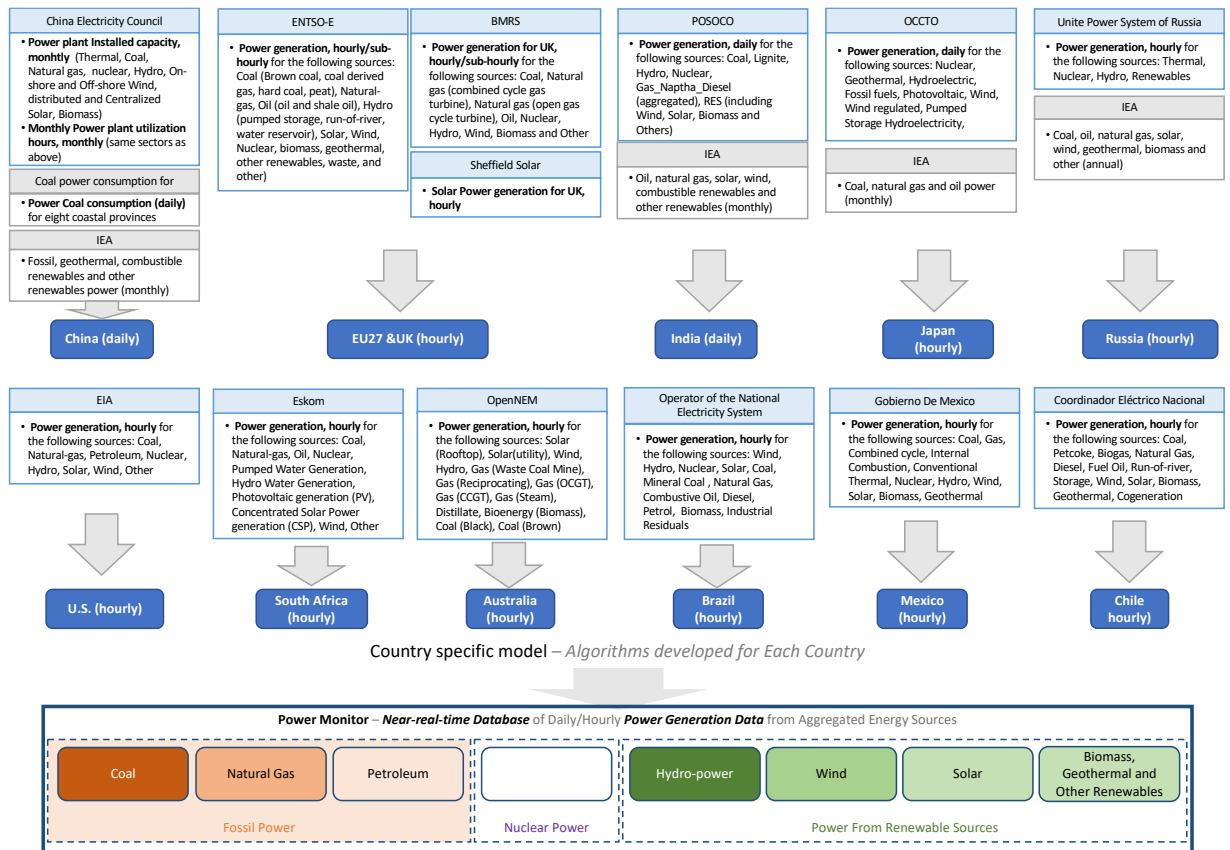 China Electricity Council
• Power plant Installed capacity,
monhtly (Thermal, Coal,
Natural gas, nuclear, Hydro, On-
shore and Off-shore Wind,
distributed and Centralized
Solar, Biomass)
• Monthly Power plant utilization
hours, monthly (same sectors as
above)
Coal power consumption for
• Power Coal consumption (daily)
for eight coastal provinces
IEA
• Fossil, geothermal, combustible
renewables and other
renewables power (monthly)
China (daily)
ENTSO-E
• Power generation, hourly/sub-
hourly for the following sources:
Coal (Brown coal, coal derived
gas, hard coal, peat), Natural-
gas, Oil (oil and shale oil), Hydro
(pumped storage, run-of-river,
water reservoir), Solar, Wind,
Nuclear, biomass, geothermal,
other renewables, waste, and
other)
BMRS
• Power generation for UK,
hourly/sub-hourly for the
following sources: Coal, Natural
gas (combined cycle gas
turbine), Natural gas (open gas
cycle turbine), Oil, Nuclear,
Hydro, Wind, Biomass and Other
Sheffield Solar
• Solar Power generation for UK,
hourly
EU27 &UK (hourly)
POSOCO
• Power generation, daily for the
following sources: Coal, Lignite,
Hydro, Nuclear,
Gas_Naptha_Diesel
(aggregated), RES (including
Wind, Solar, Biomass and
Others)
IEA
• Oil, natural gas, solar, wind,
combustible renewables and
other renewables (monthly)
India (daily)
OCCTO
• Power generation, daily for the
following sources: Nuclear,
Geothermal, Hydroelectric,
Fossil fuels, Photovoltaic, Wind,
Wind regulated, Pumped
Storage Hydroelectricity,
IEA
• Coal, natural gas and oil power
(monthly)
Japan
(hourly)
Unite Power System of Russia
• Power generation, hourly for the
following sources: Thermal,
Nuclear, Hydro, Renewables
IEA
• Coal, oil, natural gas, solar,
wind, geothermal, biomass and
other (annual)
Russia (hourly)
EIA
• Power generation, hourly for
the following sources: Coal,
Natural-gas, Petroleum, Nuclear,
Hydro, Solar, Wind, Other
U.S. (hourly)
Eskom
• Power generation, hourly for
the following sources: Coal,
Natural-gas, Oil, Nuclear,
Pumped Water Generation,
Hydro Water Generation,
Photovoltaic generation (PV),
Concentrated Solar Power
generation (CSP), Wind, Other
South Africa
(hourly)
OpenNEM
• Power generation, hourly for
the following sources: Solar
(Rooftop), Solar(utility), Wind,
Hydro, Gas (Waste Coal Mine),
Gas (Reciprocating), Gas (OCGT)
Gas (CCGT), Gas (Steam),
Distillate, Bioenergy (Biomass),
Coal (Black), Coal (Brown)
Australia
(hourly)
Operator of the National
Electricity System
• Power generation, hourly for
the following sources: Wind,
Hydro, Nuclear, Solar, Coal,
Mineral Coal , Natural Gas,
Combustive Oil, Diesel,
Petrol, Biomass, Industrial
Residuals
Brazil
(hourly)
Gobierno De Mexico
• Power generation, hourly for
the following sources: Coal, Gas,
Combined cycle, Internal
Combustion, Conventional
Thermal, Nuclear, Hydro, Wind,
Solar, Biomass, Geothermal
Mexico
(hourly)
Coordinador Eléctrico Nacional
• Power generation, hourly for
the following sources: Coal,
Petcoke, Biogas, Natural Gas,
Diesel, Fuel Oil, Run-of-river,
Storage, Wind, Solar, Biomass,
Geothermal, Cogeneration
Chile
hourly)
Country specific model – Algorithms developed for Each Country
Power Monitor – Near-real-time Database of Daily/Hourly Power Generation Data from Aggregated Energy Sources
Coal
Natural Gas
Petroleum
Fossil Power
Nuclear Power
Hydro-power
Wind
Solar
Biomass,
Geothermal and
Other Renewables
Power From Renewable Sources